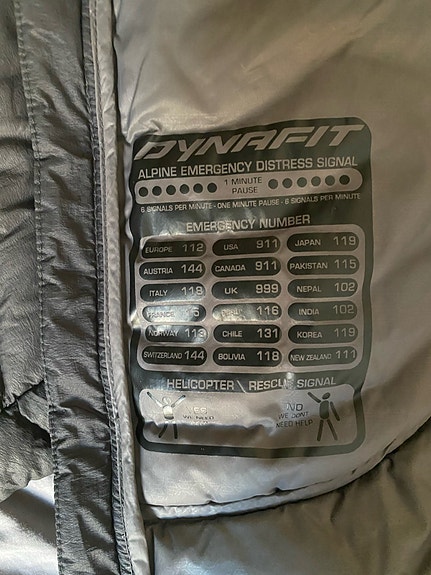 DYNAFIT
ALPINE EMERGENCY DISTRESS SIGNAL
1 MINUTE
PAUSE
6 SIGNALS PER MINUTE - ONE MINUTE PAUSE - 6 SIGNALS PER MINUTE
EMERGENCY NUMBER
EUROPE 112 USA 911 JAPAN 119
AUSTRIA 144 CANADA 911 PAKISTAN 115
ITALY 118 UK 999 NEPAL 102
FRANCE 116 INDIA 102
NORWAY 113 CHILE 131 KOREA 119
SWITZERLAND 144 BOLIVIA 118 NEW ZEALAND 111
HELICOPTER / RESCUE SIGNAL
YES NO
WE NEED WE DON'T
NEED HELP